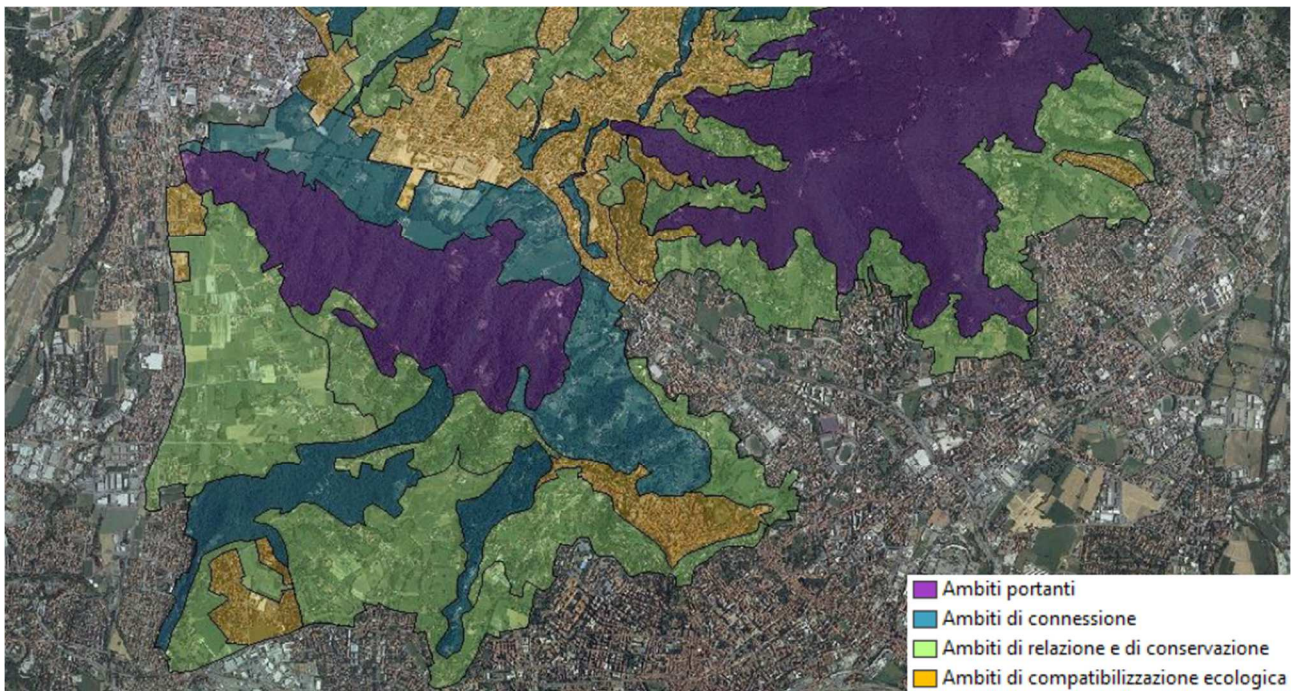 Ambiti portanti
Ambiti di connessione
Ambiti di relazione e di conservazione
Ambiti di compatibilizzazione ecologica